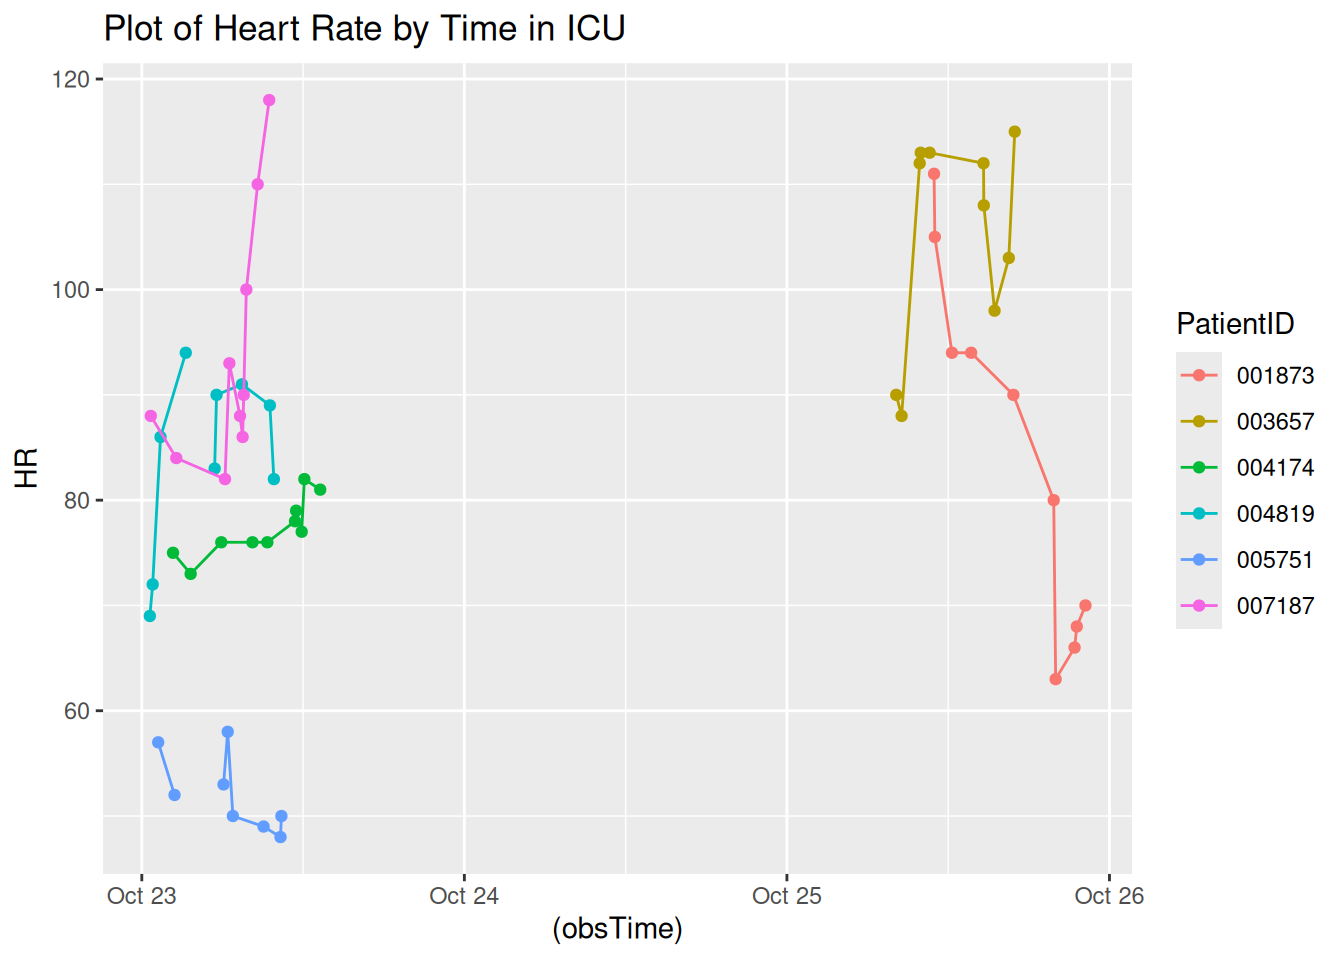 Plot of Heart Rate by Time in ICU
120
100
80
60
HR
Oct 23
Oct 24
Oct 25
Oct 26
(obsTime)
PatientID
001873
003657
004174
004819
005751
007187